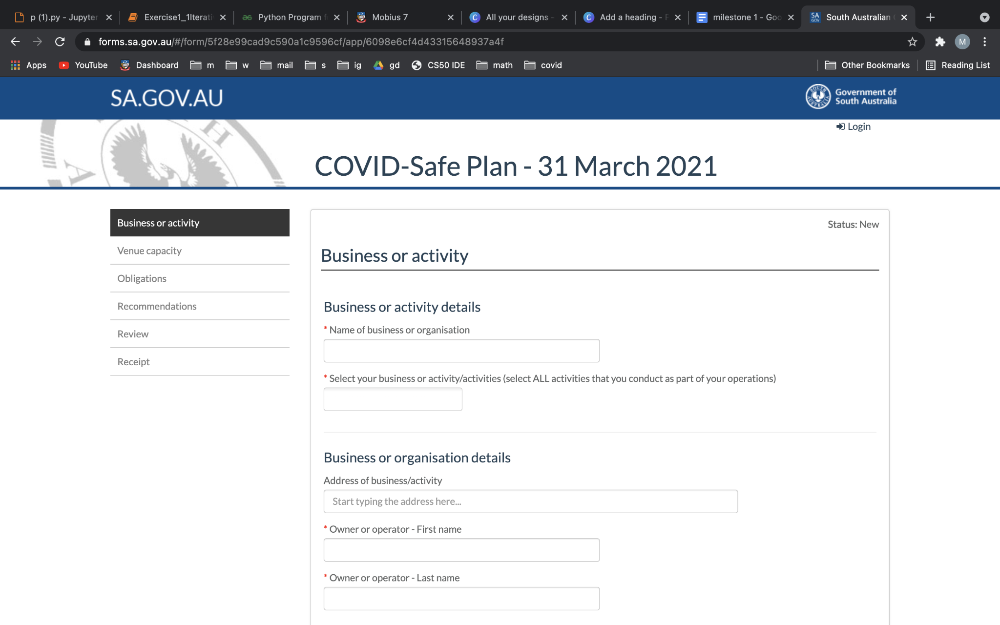 p (1).py - Jupyter
Exercise1_1Iterati
Python Program f
Mobius 7
All your designs -
Add a heading - P
milestone 1 - Goo
South Australian
forms.sa.gov.au/#/form/5f28e99cad9c590a1c9596cf/app/6098e6cf4d43315648937a4f
M
Apps
YouTube
Dashboard
m
w
mail
s
ig
gd
CS50 IDE
math
covid
Other Bookmarks
Reading List
SA.GOV.AU
Government of
South Australia
Login
COVID-Safe Plan - 31 March 2021
Business or activity
Venue capacity
Obligations
Recommendations
Review
Receipt
Status: New
Business or activity
Business or activity details
* Name of business or organisation
* Select your business or activity/activities (select ALL activities that you conduct as part of your operations)
Business or organisation details
Address of business/activity
Start typing the address here...
* Owner or operator - First name
* Owner or operator - Last name